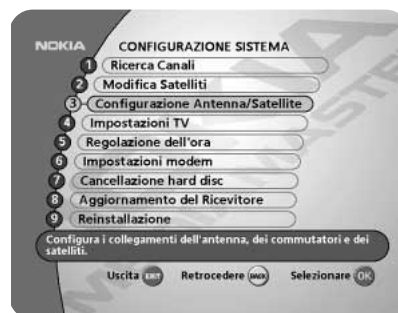 NOKIA
CONFIGURAZIONE SISTEMA
1 Ricerca Canali
2 Modifica Satelliti
3 Configurazione Antenna/Satellite
4 Impostazioni TV
5 Regolazione dell'ora
6 Impostazioni modem
7 Cancellazione hard disc
8 Aggiornamento del Ricevitore
9 Reinstallazione
Configura i collegamenti dell'antenna, dei commutatori e dei
satelliti.
Uscita EXIT Retrocedere BACK Selezionare OK